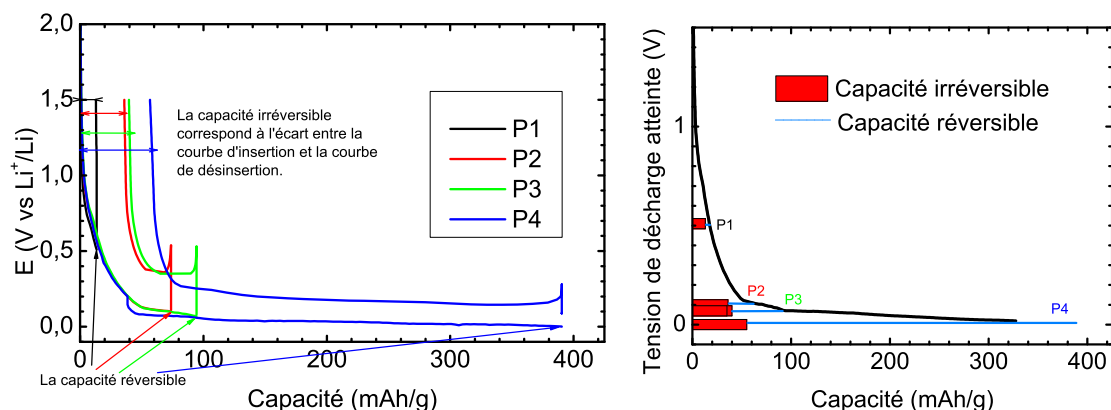 2,0
1,5
1,0
0,5
0,0
E (V vs Li+/Li)
La capacité irréversible
correspond à l'écart entre la
courbe d'insertion et la courbe
de désinsertion.
P1
P2
P3
P4
0
100
200
300
400
La capacité réversible
Capacité (mAh/g)
Tension de décharge atteinte (V)
1
0
Capacité irréversible
Capacité réversible
P1
P2
P3
P4
0
100
200
300
400
Capacité (mAh/g)